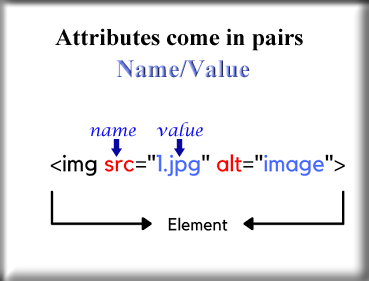 Attributes come in pairs
Name/Value
name value
<img src="1.jpg" alt="image">
Element